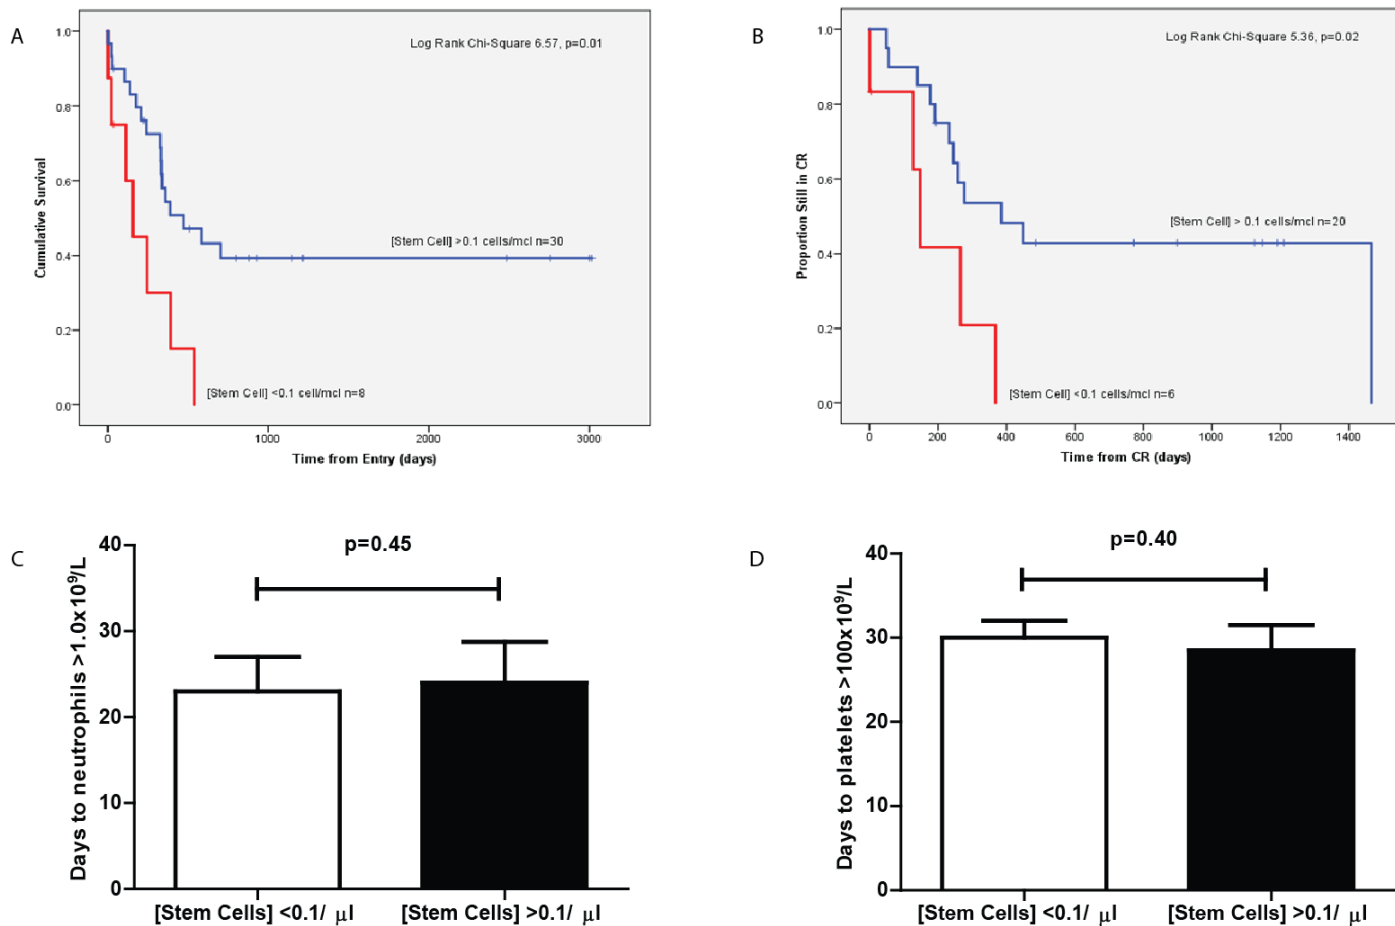 A
Log Rank Chi-Square 6.57, p=0.01
1.0
0.8
0.6
0.4
0.2
0.0
Cumulative Survival
[Stem Cell] >0.1 cells/mcl n=30
[Stem Cell] <0.1 cell/mcl n=8
0
1000
2000
3000
Time from Entry (days)
B
Log Rank Chi-Square 5.36, p=0.02
1.0
0.8
0.6
0.4
0.2
0.0
Proportion Still in CR
[Stem Cell] > 0.1 cells/mcl n=20
[Stem Cell] <0.1 cells/mcl n=6
0
200
400
600
800
1000
1200
1400
Time from CR (days)
C
p=0.45
40
30
20
10
0
Days to neutrophils >1.0x10⁹/L
[Stem Cells] <0.1/ μl
[Stem Cells] >0.1/ μl
D
p=0.40
40
30
20
10
0
Days to platelets >100x10⁹/L
[Stem Cells] <0.1/ μl
[Stem Cells] >0.1/ μl